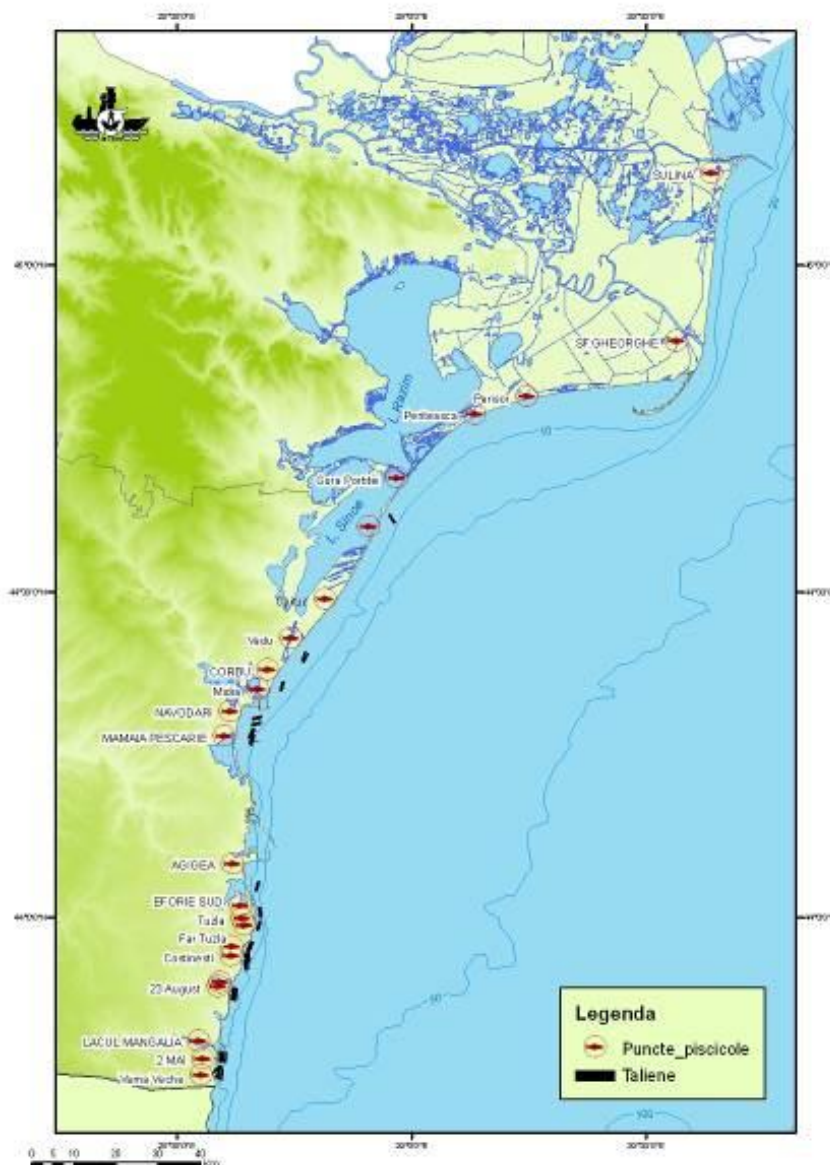 SULINA
SF.GHEORGHE
Perisor
Periteasca
L. Razim
Gura Portitei
L. Sinoe
Vadu
CORBU
Midia
NAVODARI
MAMAIA PESCARIE
AGIGEA
EFORIE SUD
Tuzla
Far Tuzla
Costinesti
23 August
LACUL MANGALIA
2 MAI
Vama Veche
Legenda
Puncte_piscicole
Taliene
0 5 10 20 30 40